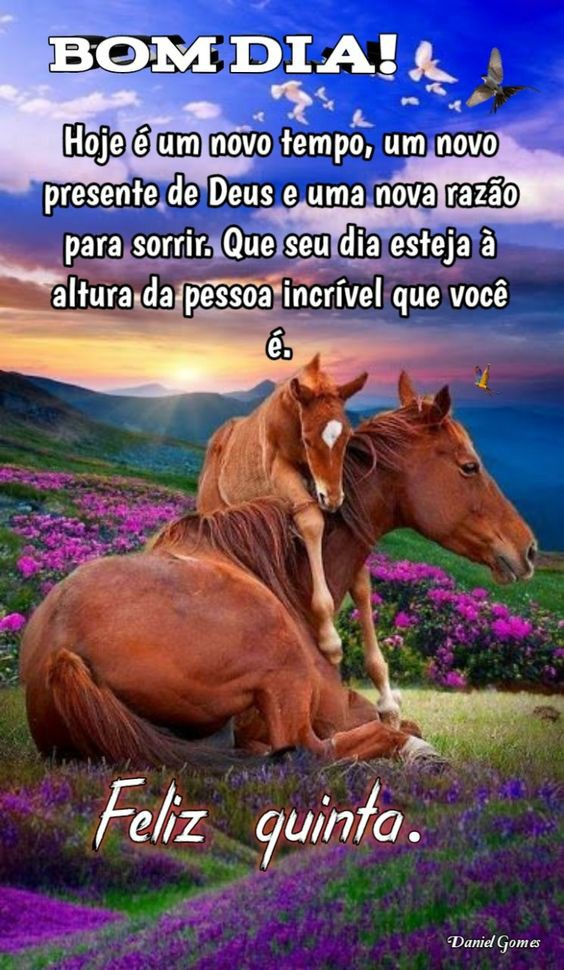 BOM DIA!
Hoje é um novo tempo, um novo
presente de Deus e uma nova razão
para sorrir. Que seu dia esteja à
altura da pessoa incrível que você
é.
Feliz quinta.
Daniel Gomes